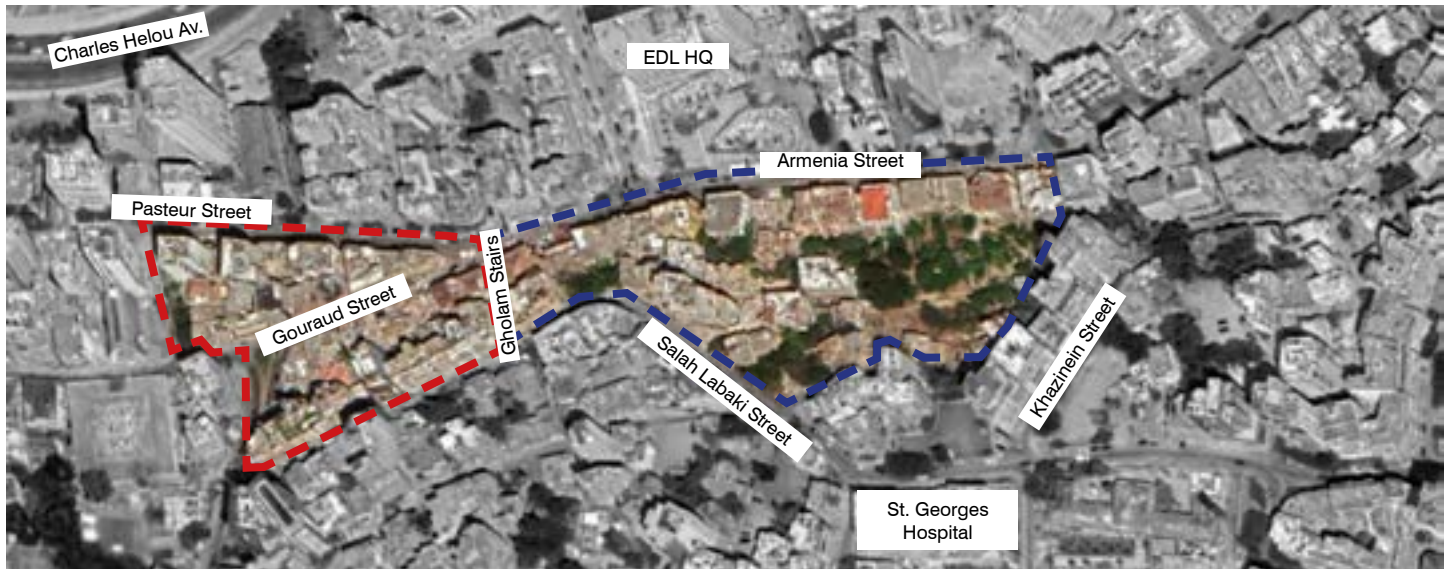 Charles Helou Av.
EDL HQ
Armenia Street
Pasteur Street
Gholam Stairs
Gouraud Street
Salah Labaki Street
Khazinein Street
St. Georges
Hospital